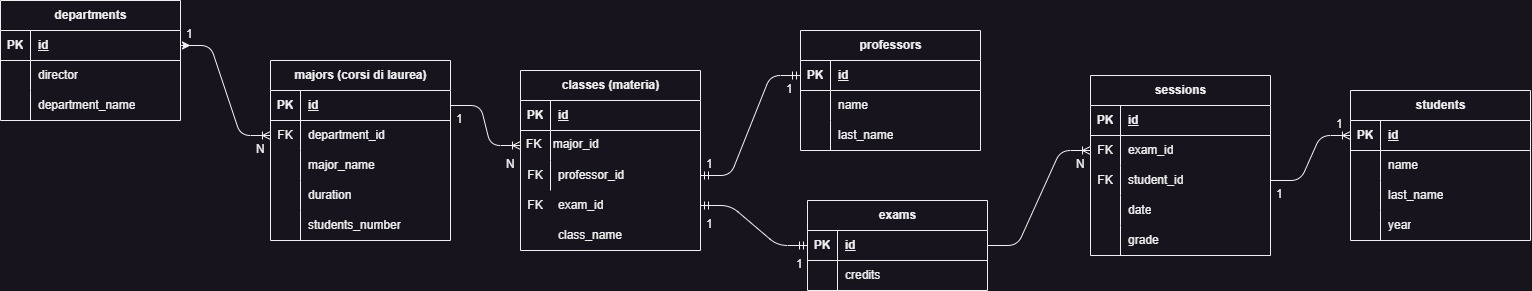 departments
PK id
director
department_name
1
N
majors (corsi di laurea)
PK id
FK department_id
major_name
duration
students_number
1
N
classes (materia)
PK id
FK major_id
FK professor_id
FK exam_id
class_name
1
1
professors
PK id
name
last_name
1
exams
PK id
credits
1
N
sessions
PK id
FK exam_id
FK student_id
date
grade
1
1
students
PK id
name
last_name
year